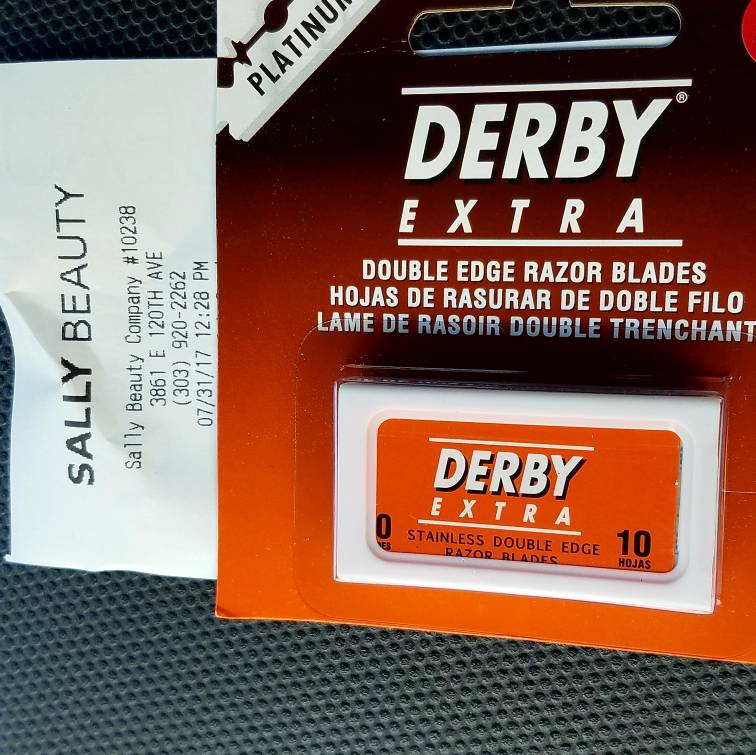 SALLY BEAUTY
Sally Beauty Company #10238
3861 E 120TH AVE
(303) 920-2262
07/31/17 12:28 PM
PLATINUM
DERBY®
EXTRA
DOUBLE EDGE RAZOR BLADES
HOJAS DE RASURAR DE DOBLE FILO
LAME DE RASOIR DOUBLE TRENCHANT
DERBY
EXTRA
STAINLESS DOUBLE EDGE
RAZOR BLADES
10
HOJAS